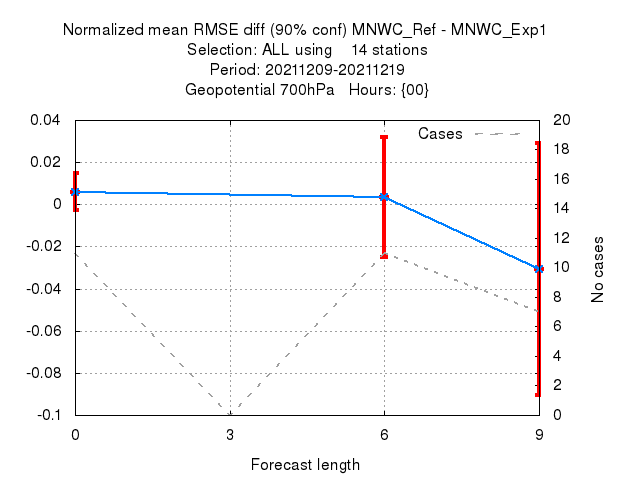 Normalized mean RMSE diff (90% conf) MNWC_Ref - MNWC_Exp1
Selection: ALL using 14 stations
Period: 20211209-20211219
Geopotential 700hPa Hours: {00}
Cases
0.04
0.02
0
-0.02
-0.04
-0.06
-0.08
-0.1
20
18
16
14
12
10
8
6
4
2
0
No cases
0 3 6 9
Forecast length